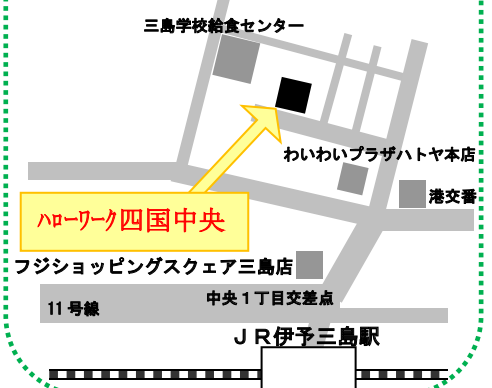 三島学校給食センター
わいわいプラザハトヤ本店
港交番
ﾊﾛｰﾜｰｸ四国中央
フジショッピングスクェア三島店
中央１丁目交差点
11号線
ＪＲ伊予三島駅